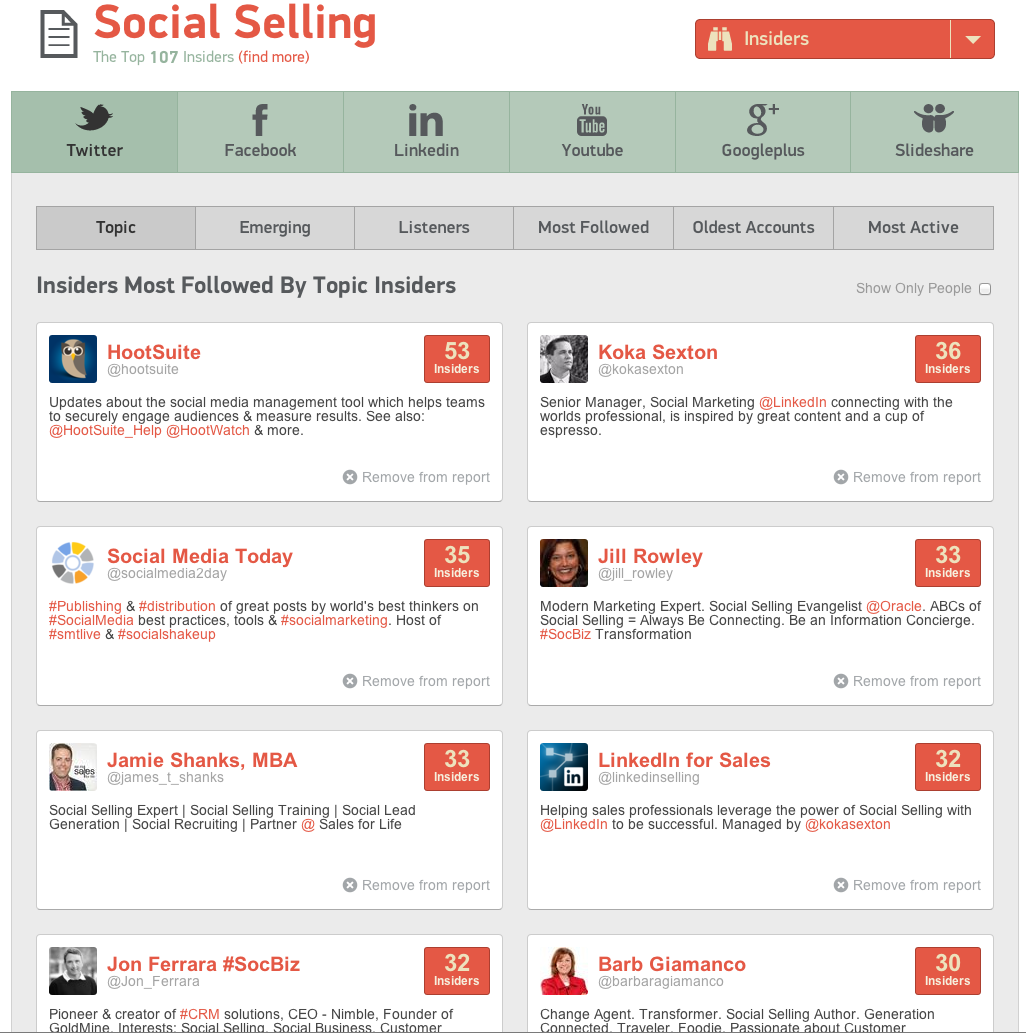 Social Selling
The Top 107 Insiders (find more)
Insiders
Twitter
Facebook
Linkedin
You
Tube
Youtube
Googleplus
Slideshare
Topic
Emerging
Listeners
Most Followed
Oldest Accounts
Most Active
Insiders Most Followed By Topic Insiders
Show Only People
HootSuite
@hootsuite
53
Insiders
Updates about the social media management tool which helps teams
to securely engage audiences & measure results. See also:
@HootSuite_Help @HootWatch & more.
Remove from report
Koka Sexton
@kokasexton
36
Insiders
Senior Manager, Social Marketing @LinkedIn connecting with the
worlds professional, is inspired by great content and a cup of
espresso.
Remove from report
Social Media Today
@socialmedia2day
35
Insiders
#Publishing & #distribution of great posts by world's best thinkers on
#SocialMedia best practices, tools & #socialmarketing. Host of
#smtlive & #socialshakeup
Remove from report
Jill Rowley
@jill_rowley
33
Insiders
Modern Marketing Expert. Social Selling Evangelist @Oracle. ABCs of
Social Selling = Always Be Connecting. Be an Information Concierge.
#SocBiz Transformation
Remove from report
Jamie Shanks, MBA
@james_t_shanks
33
Insiders
Social Selling Expert | Social Selling Training | Social Lead
Generation | Social Recruiting | Partner @ Sales for Life
Remove from report
LinkedIn for Sales
@linkedinselling
32
Insiders
Helping sales professionals leverage the power of Social Selling with
@LinkedIn to be successful. Managed by @kokasexton
Remove from report
Jon Ferrara #SocBiz
@Jon_Ferrara
32
Insiders
Pioneer & creator of #CRM solutions, CEO - Nimble, Founder of
GoldMine. Interests: Social Selling, Social Business, Customer
Barb Giamanco
@barbaragiamanco
30
Insiders
Change Agent. Transformer. Social Selling Author. Generation
Connected. Traveler. Foodie. Passionate about Customer